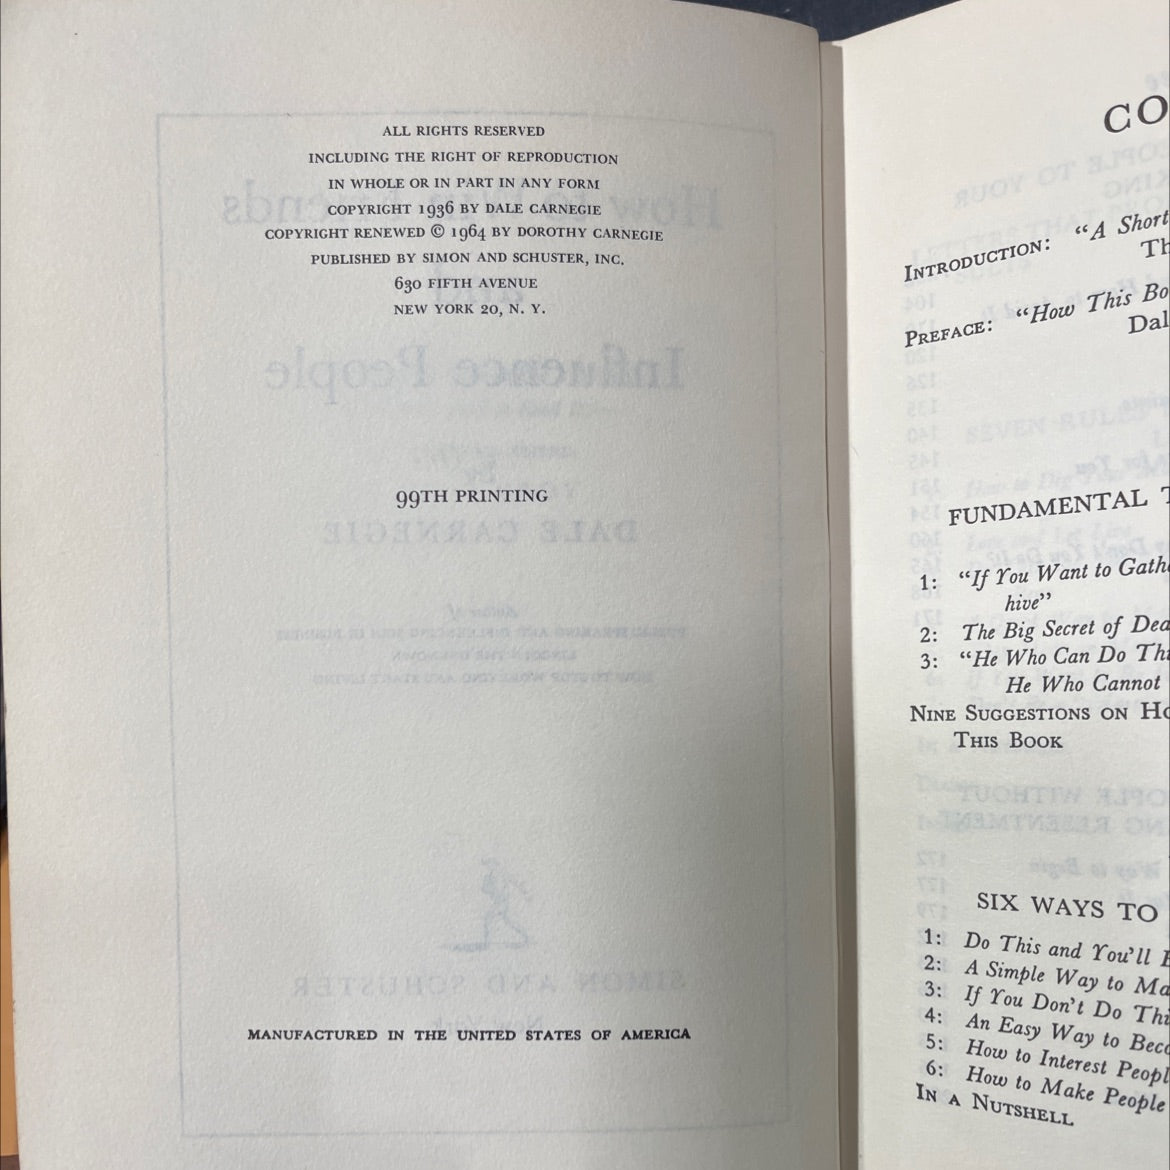 ALL RIGHTS RESERVED
INCLUDING THE RIGHT OF REPRODUCTION
IN WHOLE OR IN PART IN ANY FORM
COPYRIGHT 1936 BY DALE CARNEGIE
COPYRIGHT RENEWED © 1964 BY DOROTHY CARNEGIE
PUBLISHED BY SIMON AND SCHUSTER, INC.
630 FIFTH AVENUE
NEW YORK 20, N. Y.
99TH PRINTING
MANUFACTURED IN THE UNITED STATES OF AMERICA
CO
INTRODUCTION: “A Short
Th
PREFACE: “How This Bo
Dal
FUNDAMENTAL T
1: “If You Want to Gath
hive”
2: The Big Secret of Dea
3: “He Who Can Do Thi
He Who Cannot
NINE SUGGESTIONS ON HO
THIS BOOK
SIX WAYS TO
1: Do This and You’ll B
2: A Simple Way to Ma
3: If You Don’t Do Thi
4: An Easy Way to Beco
5: How to Interest Peopl
6: How to Make People
IN A NUTSHELL